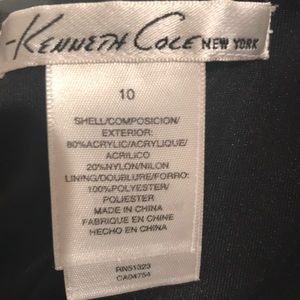 KENNETH COLE NEW YORK
10
SHELL/COMPOSICION/
EXTERIOR:
80%ACRYLIC/ACRYLIQUE/
ACRILICO
20%NYLON/NILON
LINING/DOUBLURE/FORRO:
100%POLYESTER/
POLIESTER
MADE IN CHINA
FABRIQUE EN CHINE
HECHO EN CHINA
RN51323
CA04754